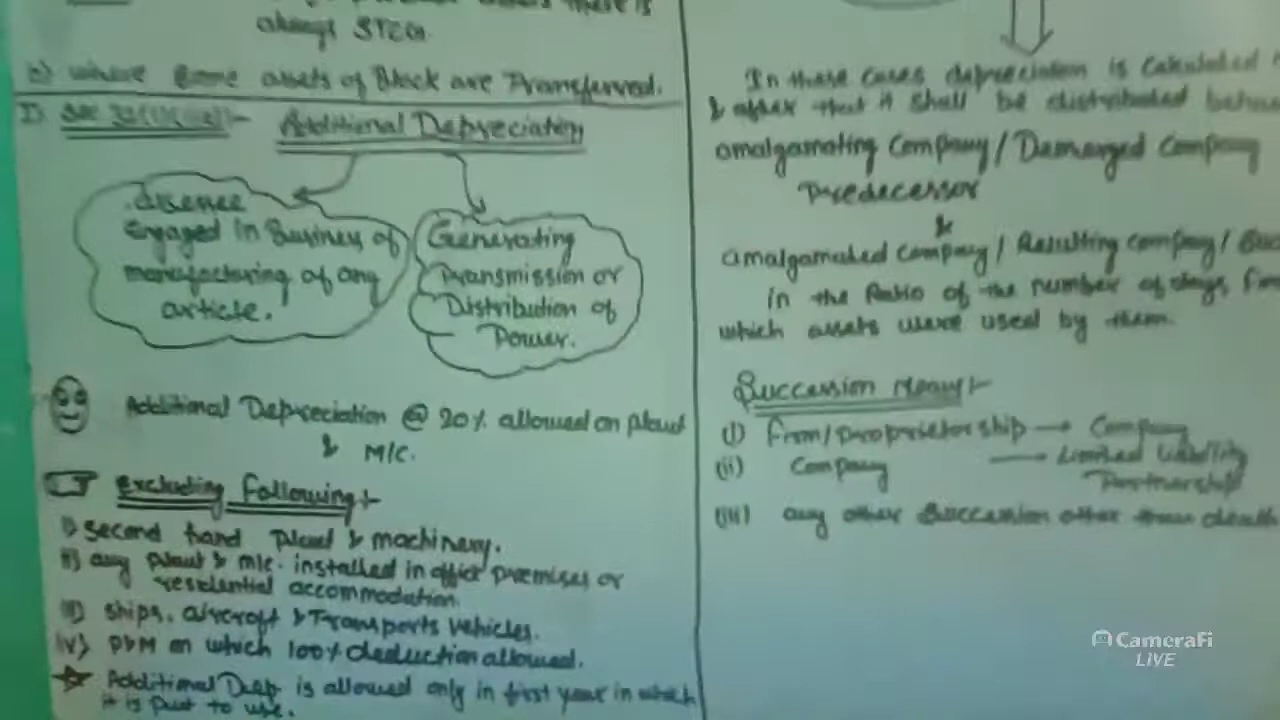 always STCG.
c) where some assets of Block are Transferred.
Additional Depreciation
Assessee
Engaged in Business of
manufacturing of any
article.
Generating
Transmission or
Distribution of
Power.
Additional Depreciation @ 20% allowed on plant
& M/C.
Excluding Following:-
i) second hand plant & machinery.
ii) any plant & m/c. installed in office premises or
residential accommodation.
iii) ships, aircraft & Transports vehicles.
iv) P&M on which 100% deduction allowed.
Additional Dep. is allowed only in first year in which
it is put to use.
In these cases depreciation is calculated
& after that it shall be distributed
amalgamating Company / Demerged Company
Predecessor
&
amalgamated company / Resulting company /
in the Ratio of the number of days
which assets were used by them.
Succession Means:-
(i) Firm/proprietorship → Company
(ii) Company → Limited Liability
Partnership
(iii) any other Succession other than death
CameraFi
LIVE